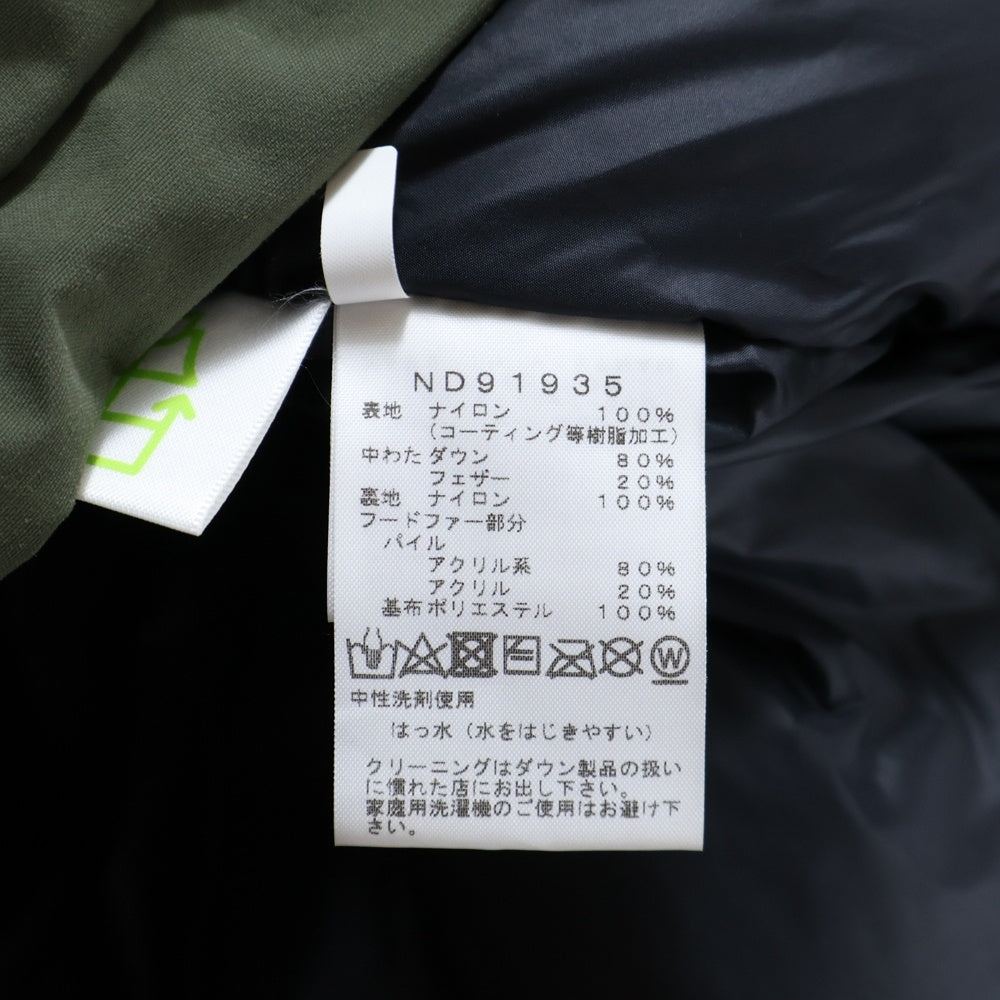 ND91935
表地 ナイロン 100%
(コーティング等樹脂加工)
中わた ダウン 80%
フェザー 20%
裏地 ナイロン 100%
フードファー部分
パイル
アクリル系 80%
アクリル 20%
基布 ポリエステル 100%
W
中性洗剤使用
はっ水(水をはじきやすい)
クリーニングはダウン製品の扱い
に慣れた店にお出し下さい。
家庭用洗濯機のご使用はお避け下
さい。